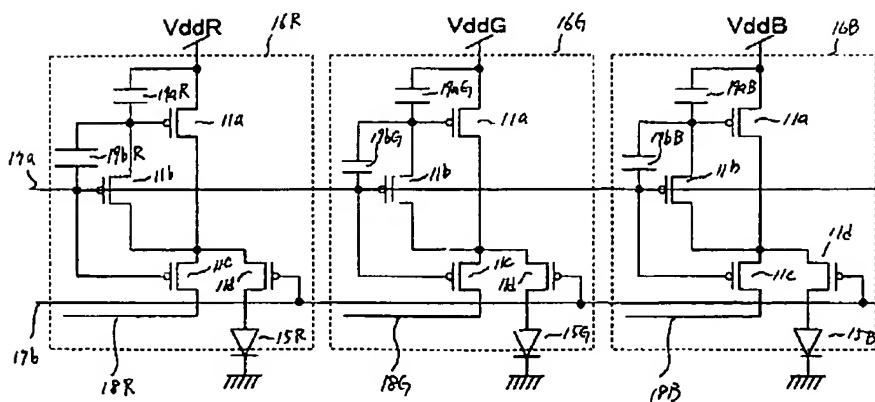 VddR 16R VddG 16G VddB 16B
19aR 19aG 19aB
11a 11a 11a
19bR 19bG 19bB
17a 11b 11b 11b
11d
11c 11d 11c 11d 11c
17b 15R 15G 15B
18R 18G 18B